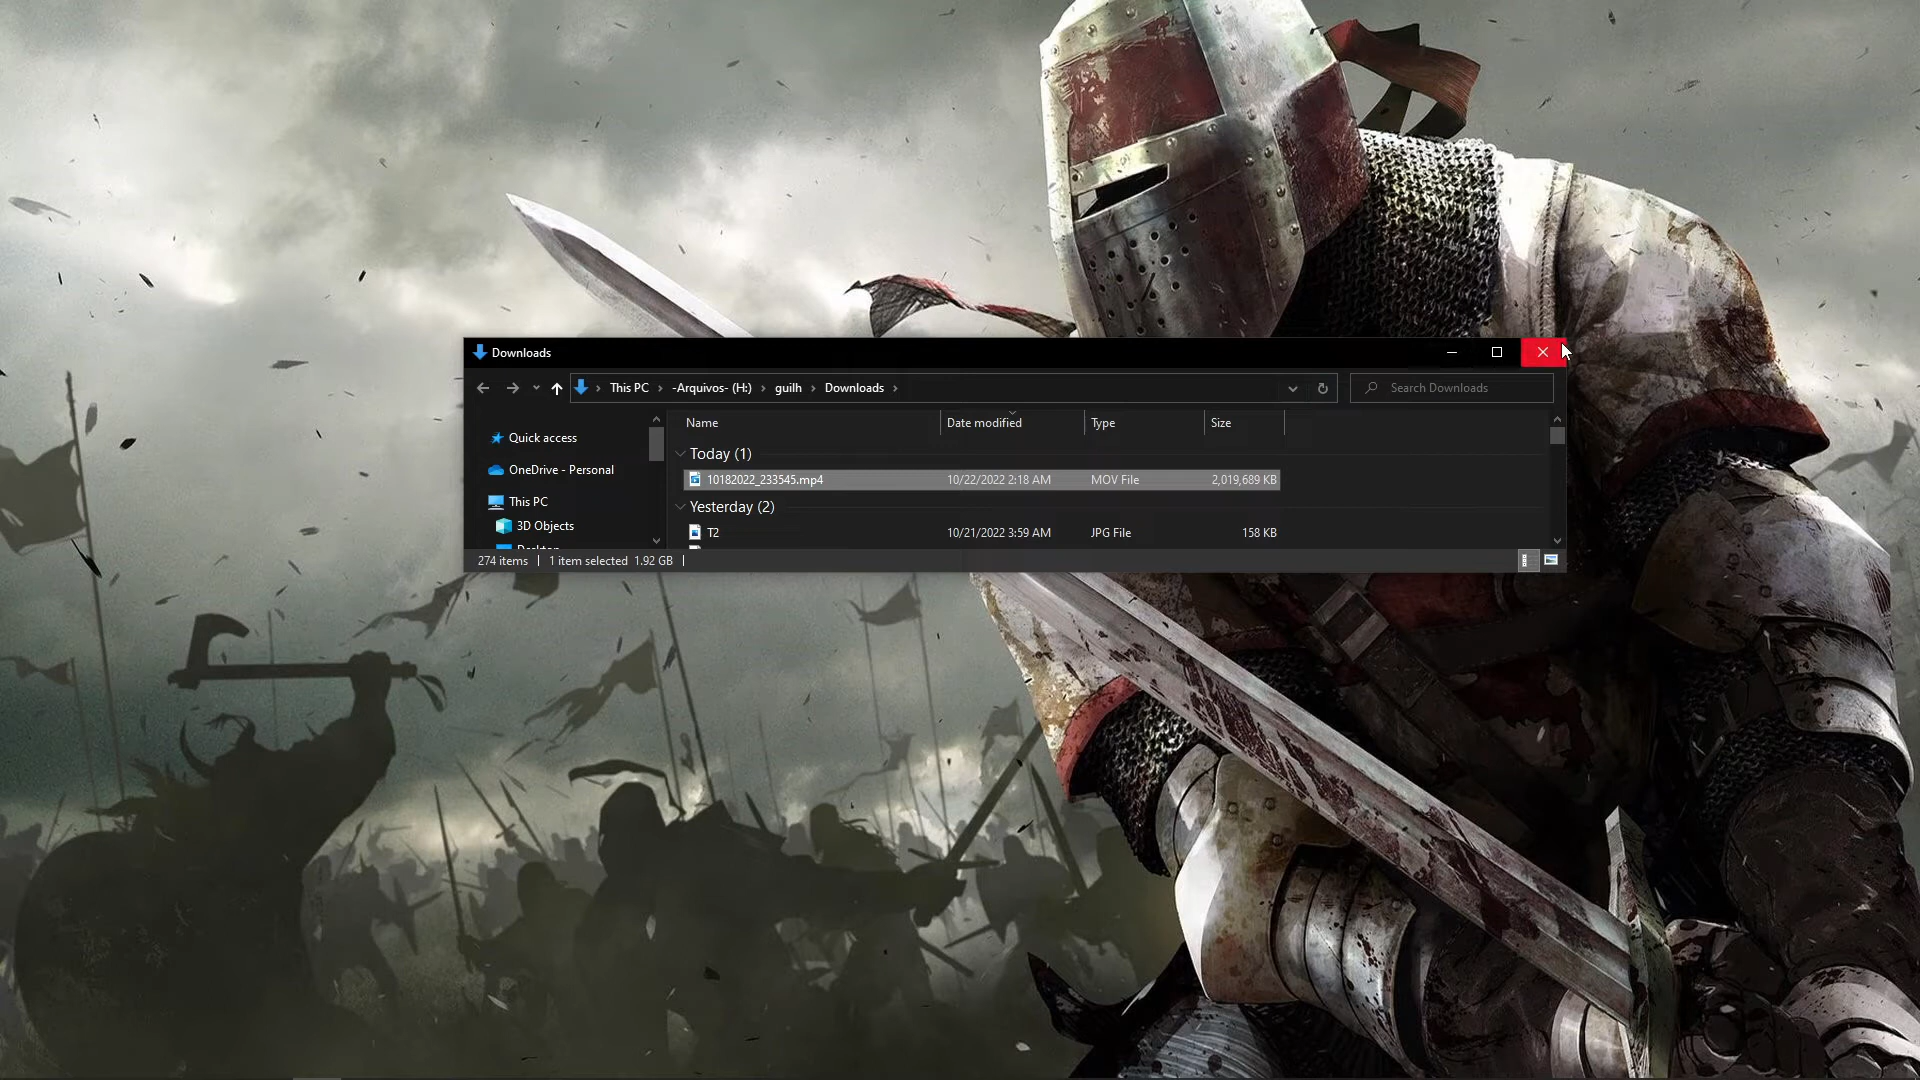 Downloads
This PC -Arquivos- (H:) guilh Downloads
Search Downloads
Quick access
OneDrive - Personal
This PC
3D Objects
Desktop
Name Date modified Type Size
Today (1)
10182022_233545.mp4 10/22/2022 2:18 AM MOV File 2,019,689 KB
Yesterday (2)
T2 10/21/2022 3:59 AM JPG File 158 KB
274 items 1 item selected 1.92 GB